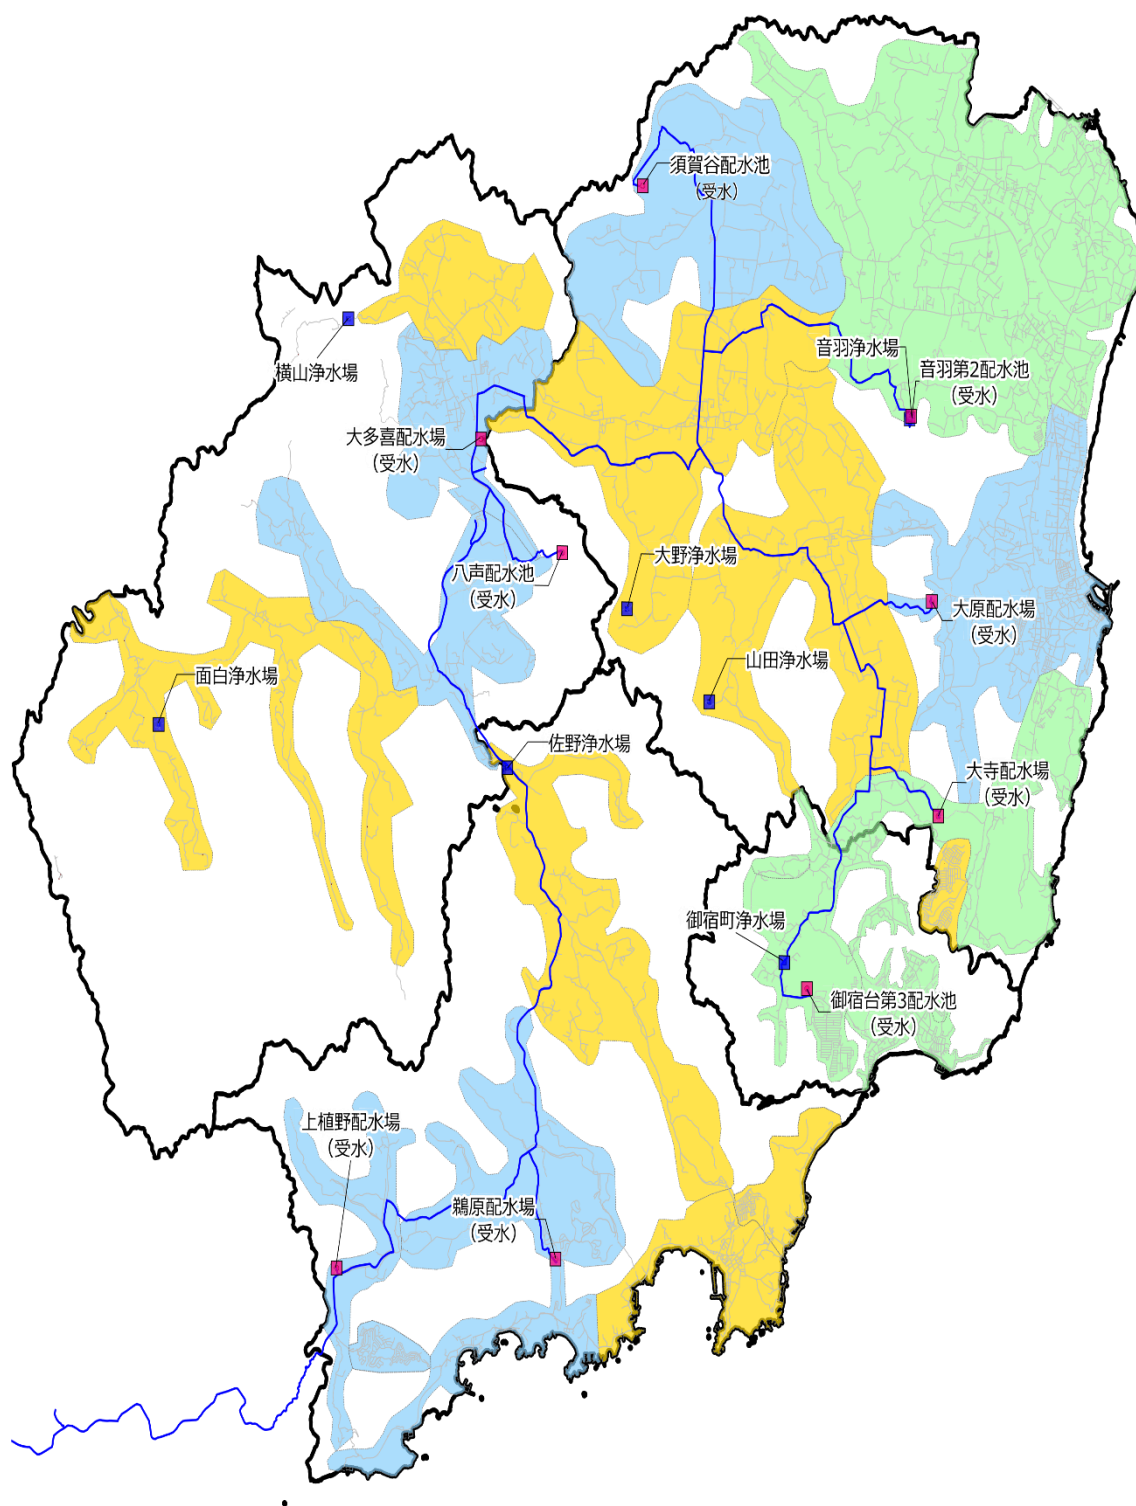 須賀谷配水池
(受水)
音羽浄水場
音羽第2配水池
(受水)
横山浄水場
大多喜配水場
(受水)
大野浄水場
八声配水池
(受水)
大原配水場
(受水)
面白浄水場
山田浄水場
佐野浄水場
大寺配水場
(受水)
御宿町浄水場
御宿台第3配水池
(受水)
上植野配水場
(受水)
鵜原配水場
(受水)